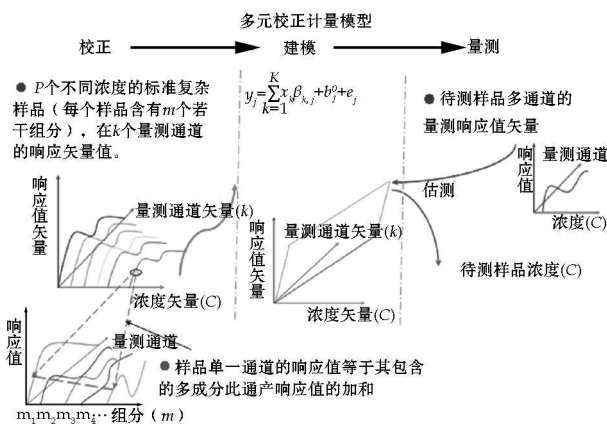 多元校正计量模型
校正
建模
量测
● P个不同浓度的标准复杂
样品（每个样品含有m个若
干组分），在k个量测通道
的响应矢量值。
y_j=∑_{k=1}^{K} x_k β_{k,j}+b_j^0+e_j
● 待测样品多通道的
量测响应值矢量
响应值
量测通道
浓度(C)
估测
待测样品浓度(C)
响应值矢量
量测通道矢量(k)
浓度矢量(C)
响应值矢量
量测通道矢量(k)
浓度矢量(C)
响应值
量测通道
m₁m₂m₃m₄… 组分（m）
● 样品单一通道的响应值等于其包含
的多成分此通产响应值的加和